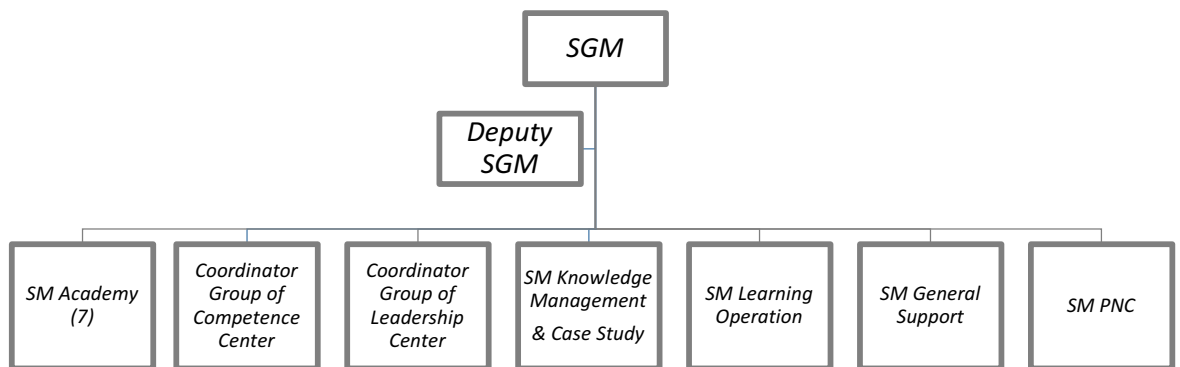 SGM
Deputy
SGM
SM Academy
(7)
Coordinator
Group of
Competence
Center
Coordinator
Group of
Leadership
Center
SM Knowledge
Management
& Case Study
SM Learning
Operation
SM General
Support
SM PNC